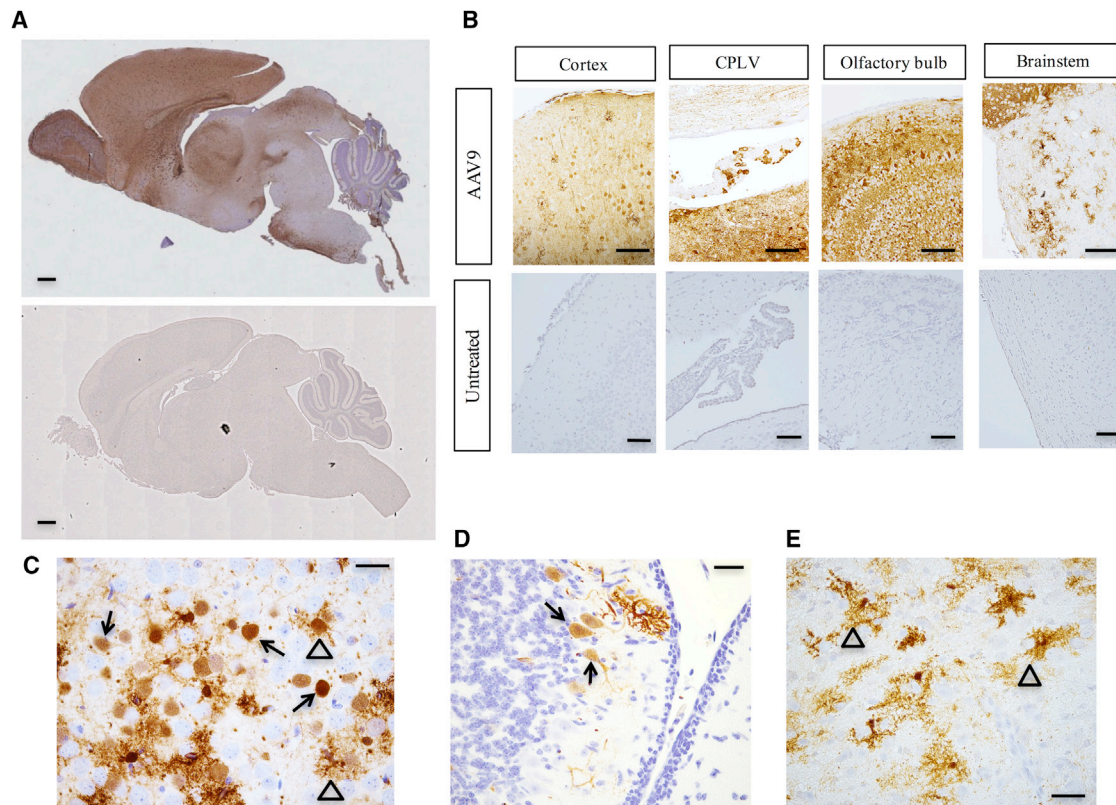 A
B
Cortex
CPLV
Olfactory bulb
Brainstem
AAV9
Untreated
C
D
E